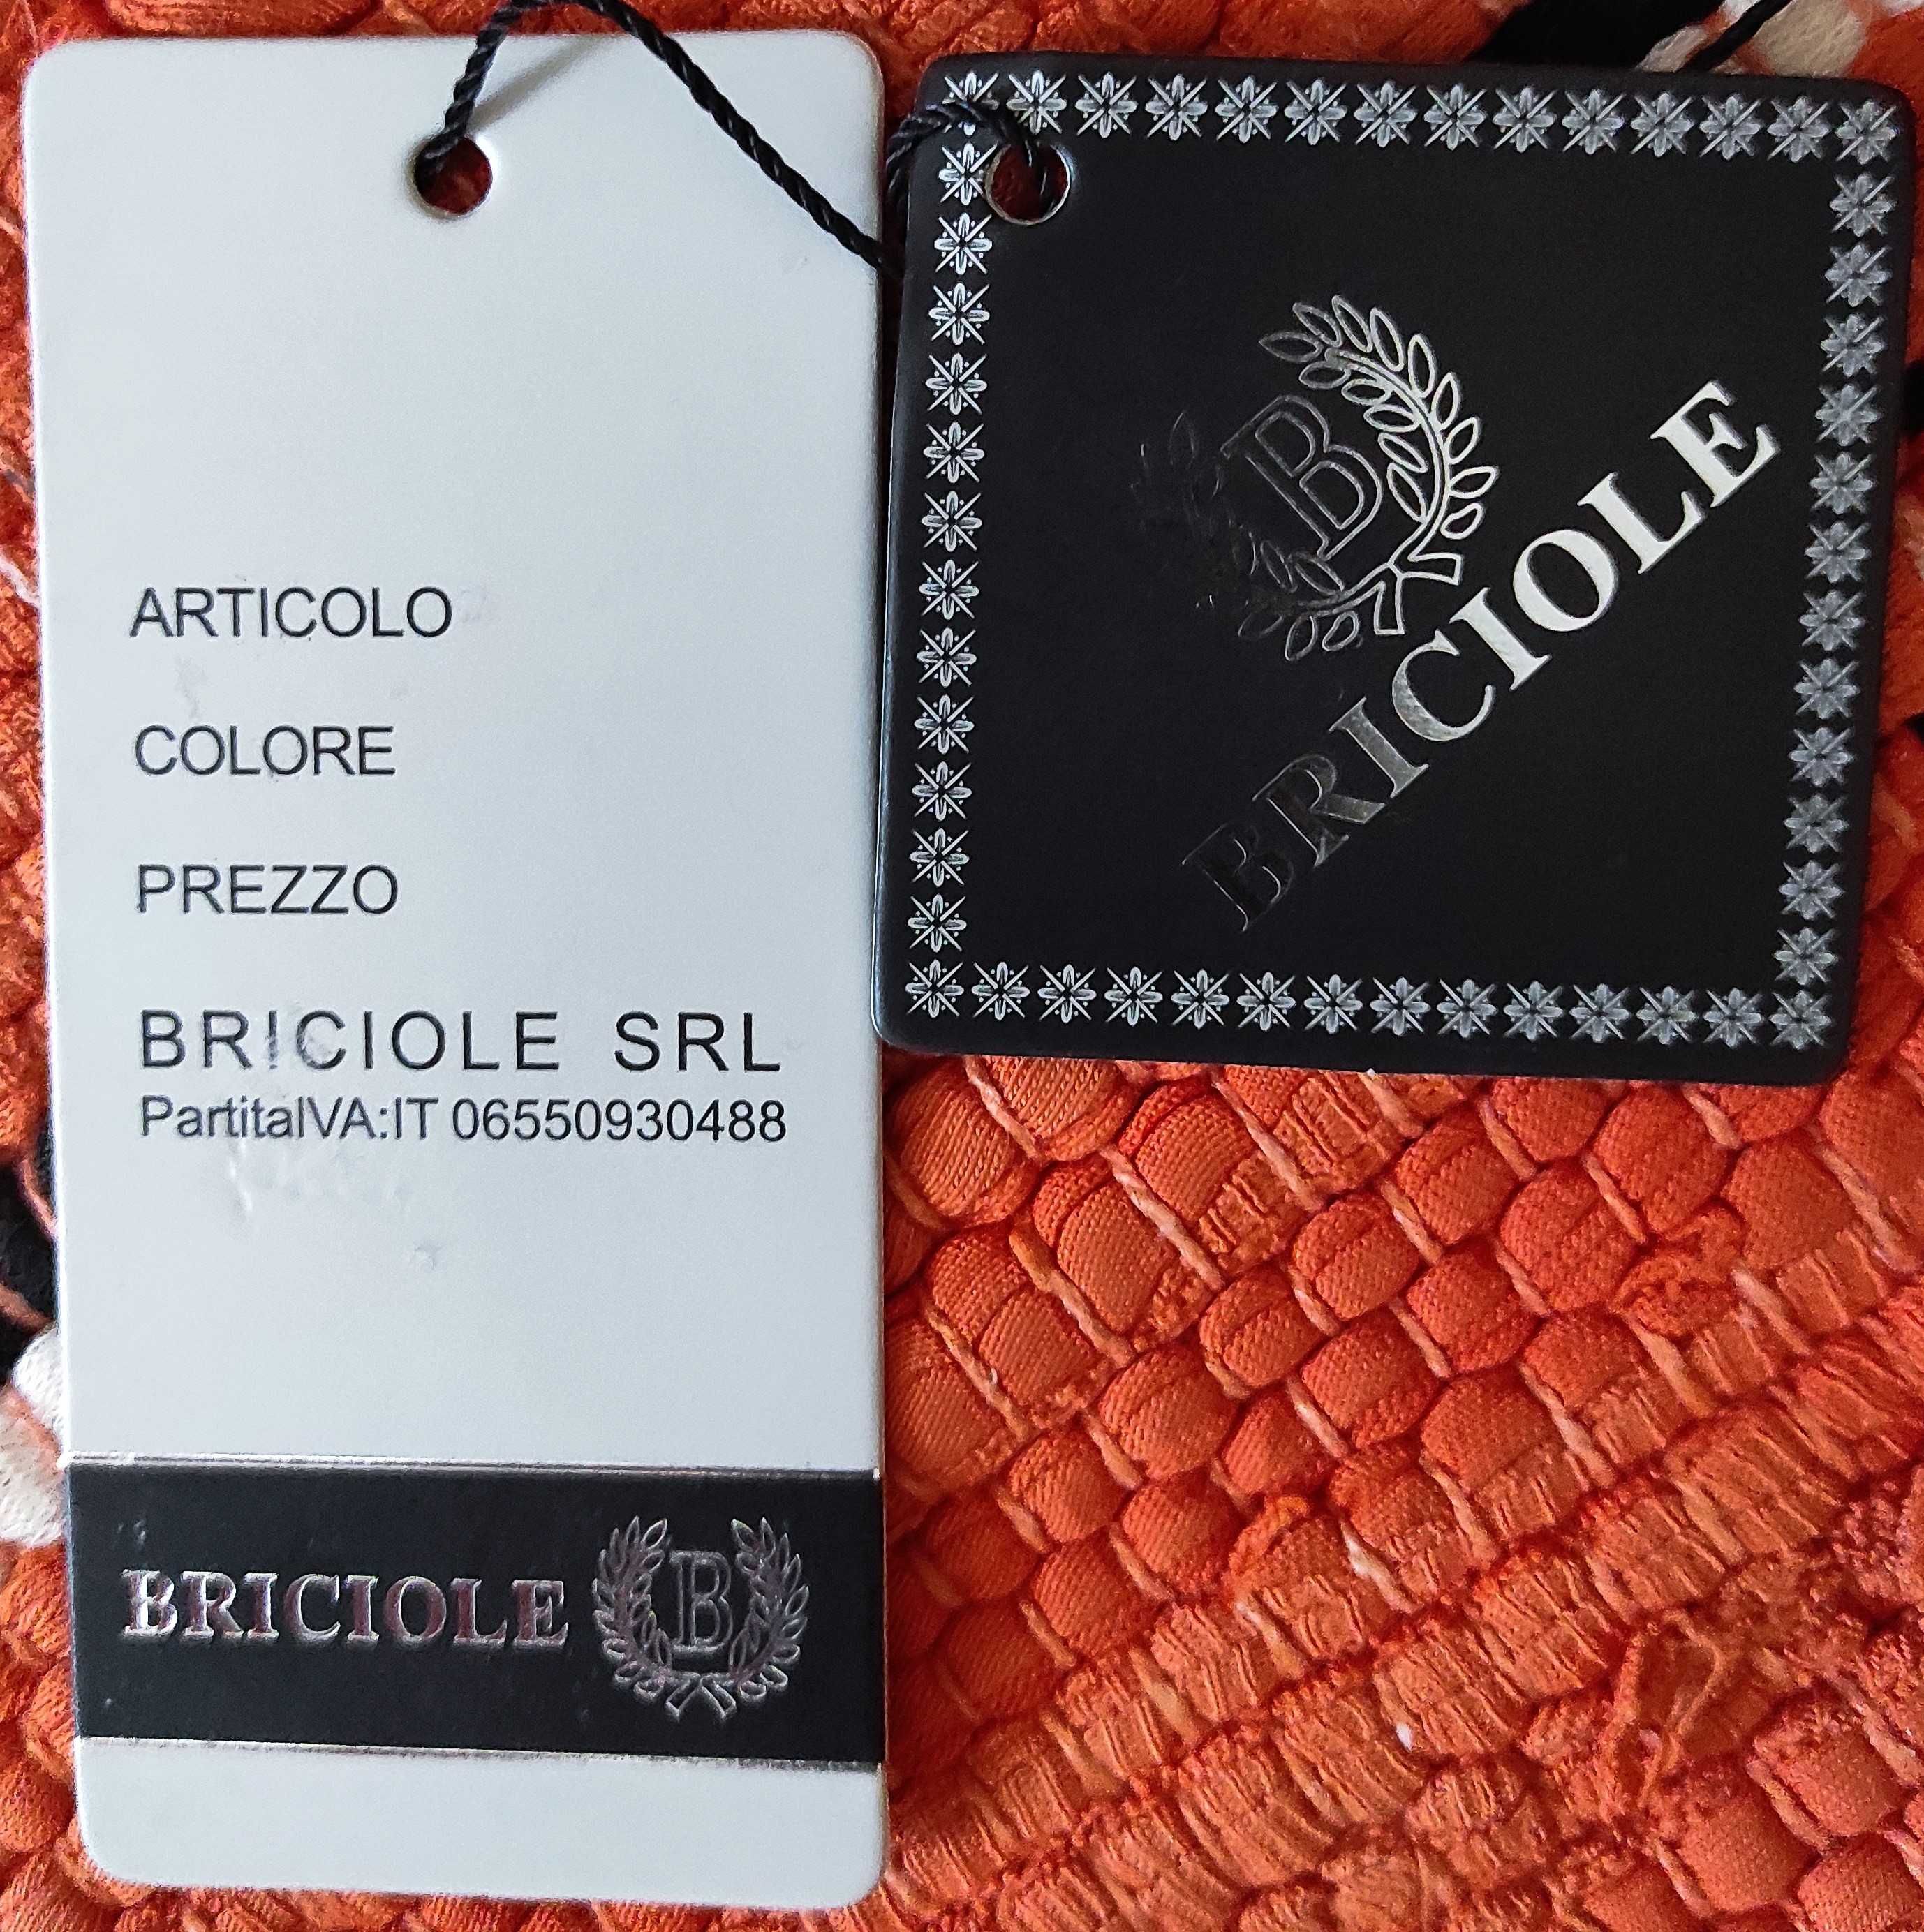 ARTICOLO
COLORE
PREZZO
BRICIOLE SRL
PartitaIVA:IT 06550930488
BRICIOLE B
B
BRICIOLE